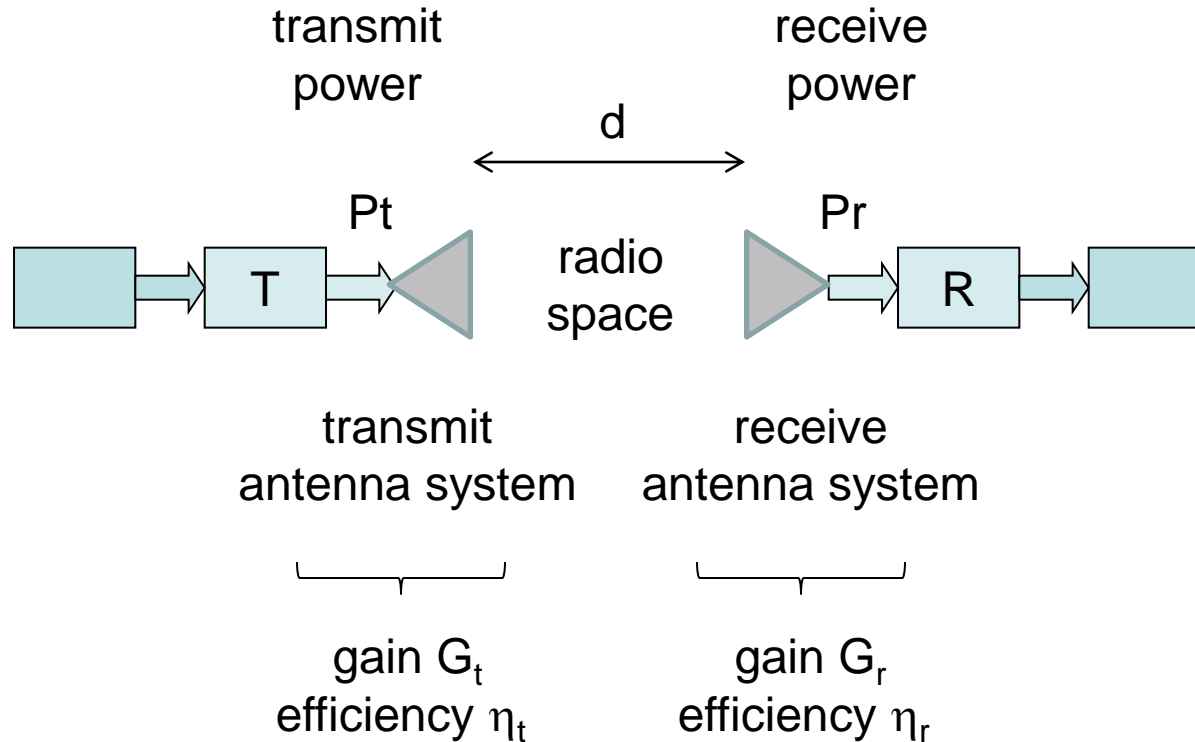 transmit
power
receive
power
d
Pt
Pr
T
radio
space
R
transmit
antenna system
receive
antenna system
gain Gₜ
efficiency ηₜ
gain Gᵣ
efficiency ηᵣ